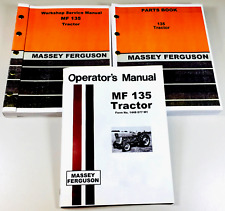 Workshop Service Manual
MF 135
Tractor
MASSEY FERGUSON
PARTS BOOK
135
Tractor
MASSEY FERGUSON
Operator's Manual
MF 135
Tractor
MASSEY
FERGUSON